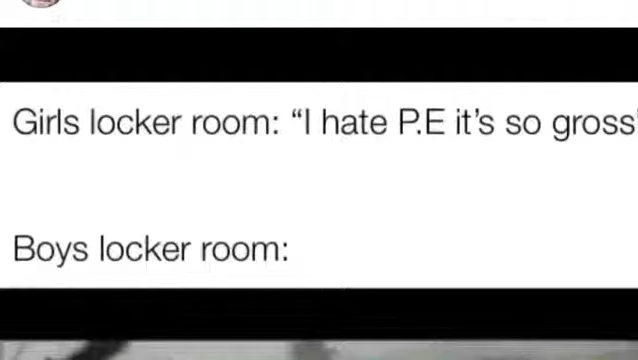 Girls locker room: “I hate P.E it’s so gross”
Boys locker room: